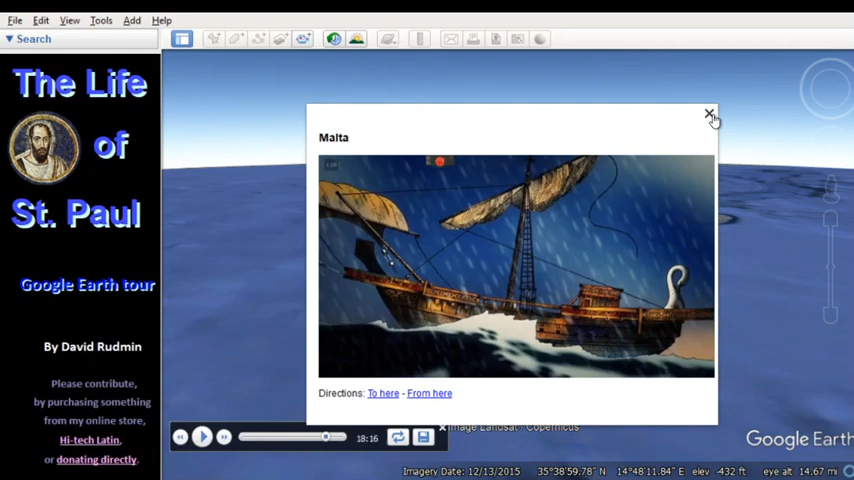 File Edit View Tools Add Help
Search
The Life
of
St. Paul
Google Earth tour
By David Rudmin
Please contribute,
by purchasing something
from my online store,
Hi-tech Latin,
or donating directly.
Malta
Directions: To here - From here
18:16
Image Landsat / Copernicus
Google Earth
Imagery Date: 12/13/2015 35°38'59.78" N 14°48'11.84" E elev -432 ft eye alt 14.67 mi